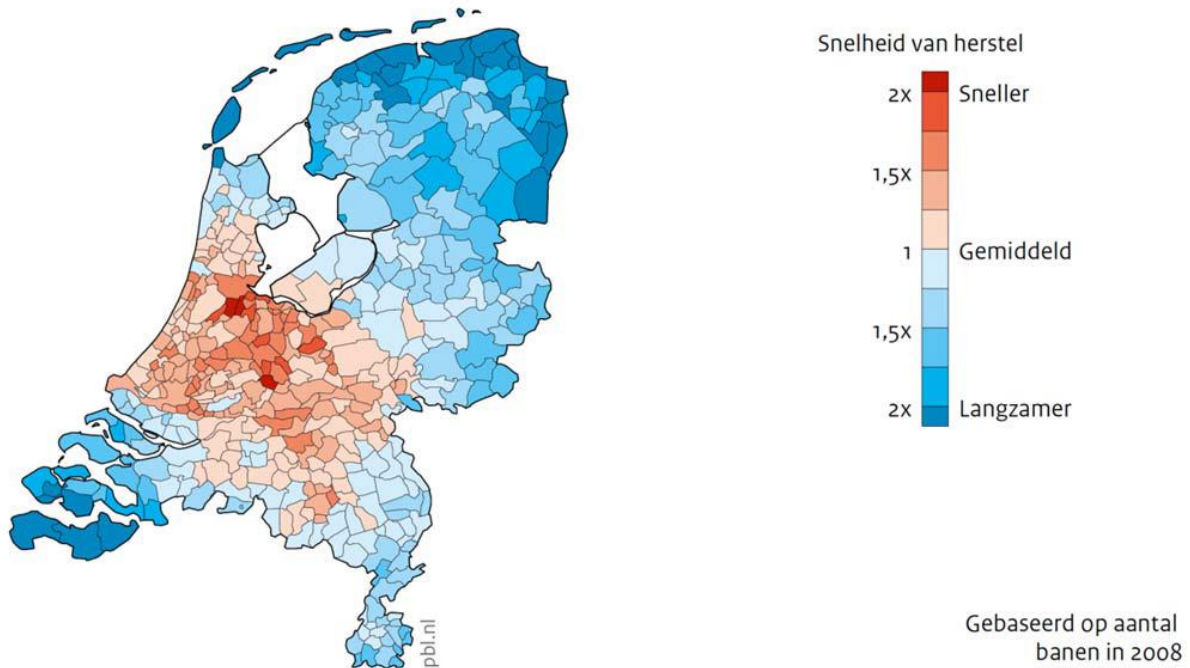 Snelheid van herstel
2x Sneller
1,5x
1 Gemiddeld
1,5x
2x Langzamer
pbl.nl
Gebaseerd op aantal
banen in 2008